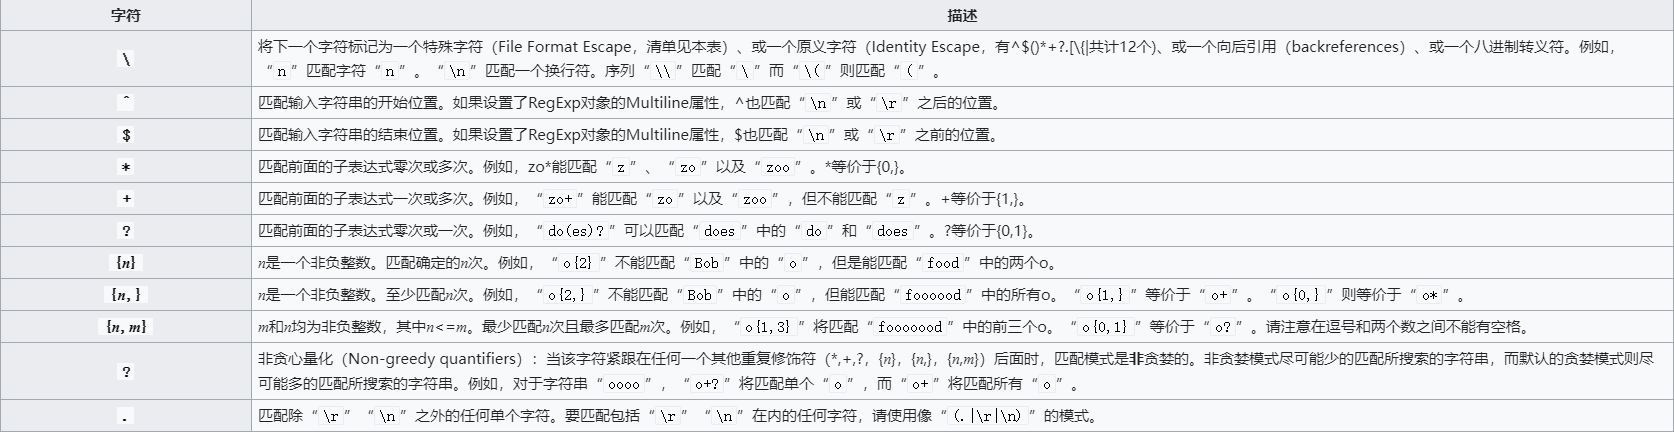 字符 描述
\ 将下一个字符标记为一个特殊字符（File Format Escape，清单见本表）、或一个原义字符（Identity Escape，有^$()*+?.[\{|共计12个）、或一个向后引用（backreferences）、或一个八进制转义符。例如，
“n”匹配字符“n”。“\n”匹配一个换行符。序列“\\”匹配“\”而“\(”则匹配“(”。
^ 匹配输入字符串的开始位置。如果设置了RegExp对象的Multiline属性，^也匹配“\n”或“\r”之后的位置。
$ 匹配输入字符串的结束位置。如果设置了RegExp对象的Multiline属性，$也匹配“\n”或“\r”之前的位置。
* 匹配前面的子表达式零次或多次。例如，zo*能匹配“z”、“zo”以及“zoo”。*等价于{0,}。
+ 匹配前面的子表达式一次或多次。例如，“zo+”能匹配“zo”以及“zoo”，但不能匹配“z”。+等价于{1,}。
? 匹配前面的子表达式零次或一次。例如，“do(es)?”可以匹配“does”中的“do”和“does”。?等价于{0,1}。
{n} n是一个非负整数。匹配确定的n次。例如，“o{2}”不能匹配“Bob”中的“o”，但是能匹配“food”中的两个o。
{n,} n是一个非负整数。至少匹配n次。例如，“o{2,}”不能匹配“Bob”中的“o”，但能匹配“foooood”中的所有o。“o{1,}”等价于“o+”。“o{0,}”则等价于“o*”。
{n,m} m和n均为非负整数，其中n<=m。最少匹配n次且最多匹配m次。例如，“o{1,3}”将匹配“fooooood”中的前三个o。“o{0,1}”等价于“o?”。请注意在逗号和两个数之间不能有空格。
? 非贪心量化（Non-greedy quantifiers）：当该字符紧跟在任何一个其他重复修饰符（*,+,?，{n}，{n,}，{n,m}）后面时，匹配模式是非贪婪的。非贪婪模式尽可能少的匹配所搜索的字符串，而默认的贪婪模式则尽
可能多的匹配所搜索的字符串。例如，对于字符串“oooo”，“o+?”将匹配单个“o”，而“o+”将匹配所有“o”。
. 匹配除“\r”“\n”之外的任何单个字符。要匹配包括“\r”“\n”在内的任何字符，请使用像“(.|\r|\n)”的模式。